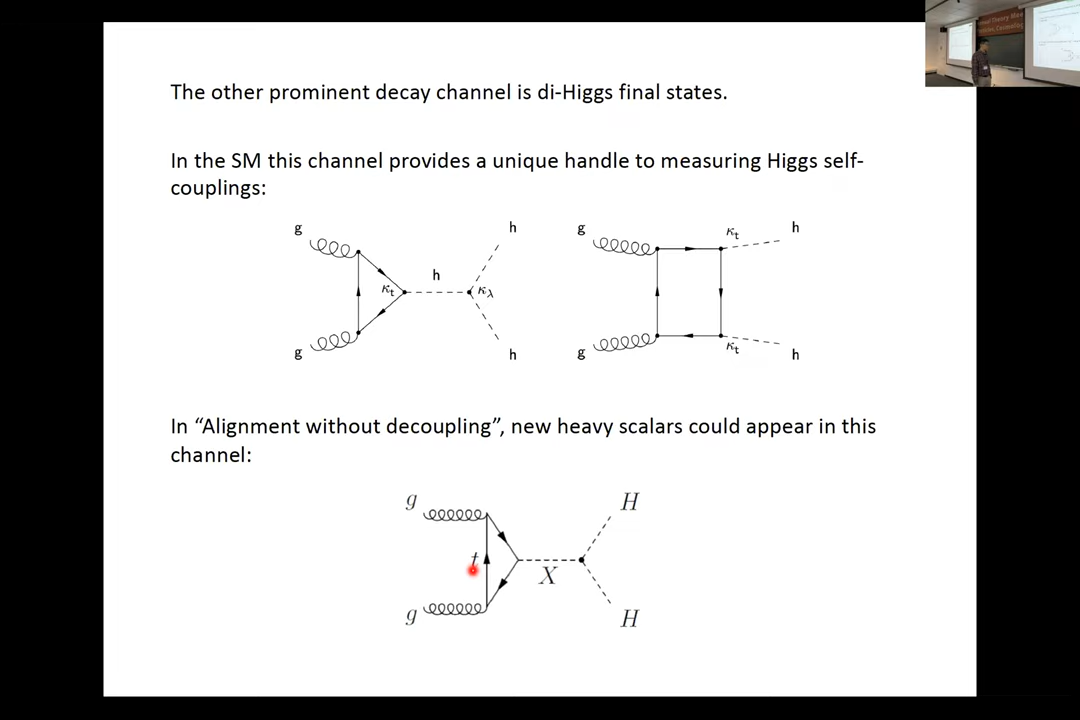 The other prominent decay channel is di-Higgs final states.
In the SM this channel provides a unique handle to measuring Higgs self-
couplings:
g h g κt h
h
κt κλ
g h g κt h
In “Alignment without decoupling”, new heavy scalars could appear in this
channel:
g H
t
X
g H